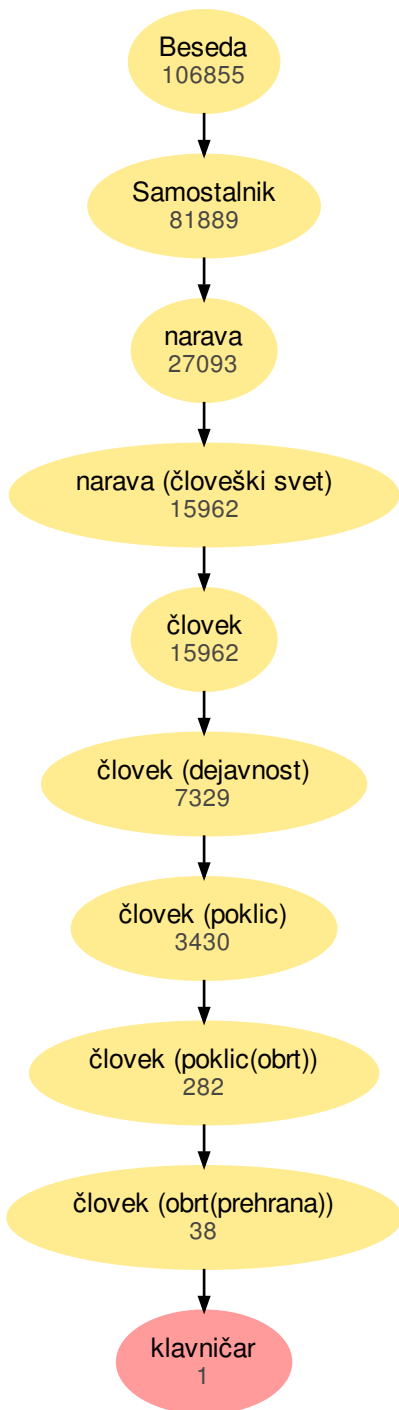 Beseda
106855
Samostalnik
81889
narava
27093
narava (človeški svet)
15962
človek
15962
človek (dejavnost)
7329
človek (poklic)
3430
človek (poklic(obrt))
282
človek (obrt(prehrana))
38
klavničar
1